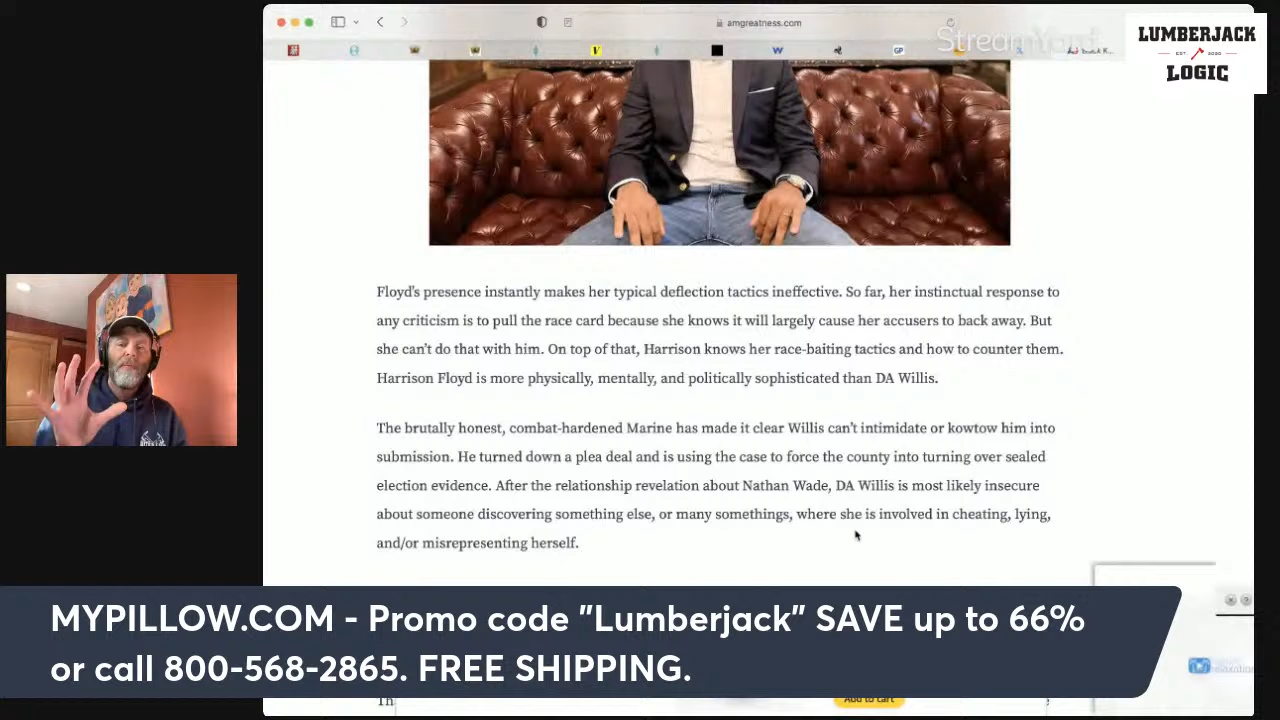 amgreatness.com
StreamYard
LUMBERJACK
EST. 2020
LOGIC
V
W
GP
Floyd's presence instantly makes her typical deflection tactics ineffective. So far, her instinctual response to
any criticism is to pull the race card because she knows it will largely cause her accusers to back away. But
she can't do that with him. On top of that, Harrison knows her race-baiting tactics and how to counter them.
Harrison Floyd is more physically, mentally, and politically sophisticated than DA Willis.
The brutally honest, combat-hardened Marine has made it clear Willis can't intimidate or kowtow him into
submission. He turned down a plea deal and is using the case to force the county into turning over sealed
election evidence. After the relationship revelation about Nathan Wade, DA Willis is most likely insecure
about someone discovering something else, or many somethings, where she is involved in cheating, lying,
and/or misrepresenting herself.
MYPILLOW.COM - Promo code "Lumberjack" SAVE up to 66%
or call 800-568-2865. FREE SHIPPING.
Th
Add to cart